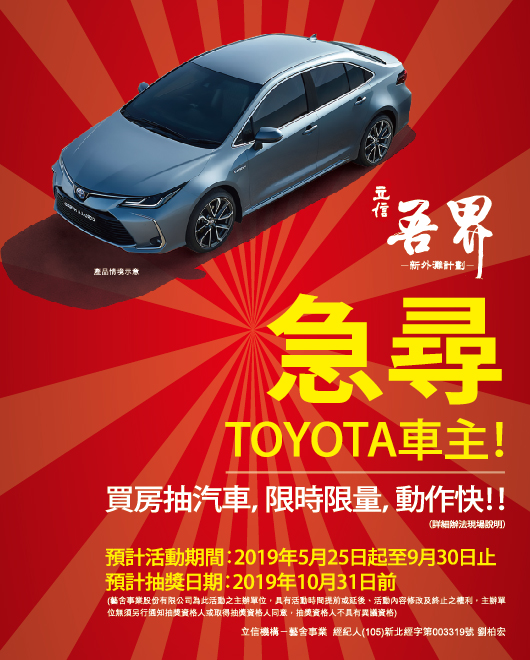 立信
吾界
—新外灘計劃—
產品情境示意
急尋
TOYOTA車主!
買房抽汽車, 限時限量, 動作快!!
(詳細辦法現場說明)
預計活動期間：2019年5月25日起至9月30日止
預計抽獎日期：2019年10月31日前
(藝舍事業股份有限公司為此活動之主辦單位，具有活動時間提前或延後、活動內容修改及終止之權利，主辦單
位無須另行通知抽獎資格人或取得抽獎資格人同意，抽獎資格人不具有異議資格)
立信機構－藝舍事業 經紀人(105)新北經字第003319號 劉柏宏